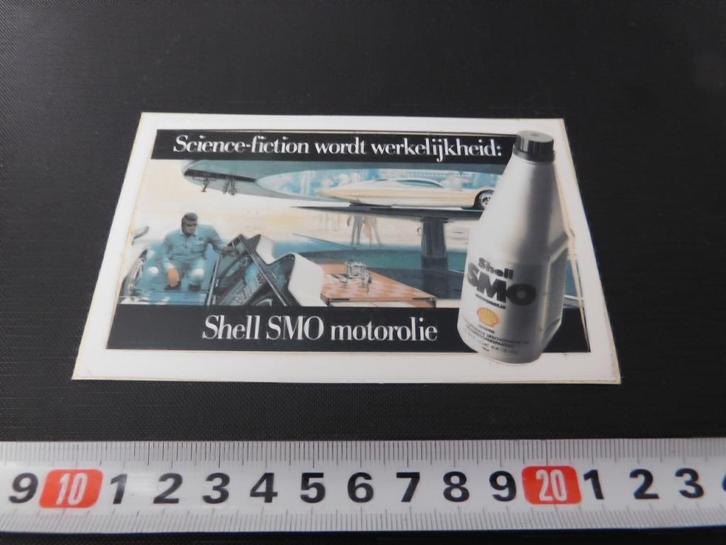 Science-fiction wordt werkelijkheid:
Shell
SMO
Shell SMO motorolie
9 10 1 2 3 4 5 6 7 8 9 20 1 2 3